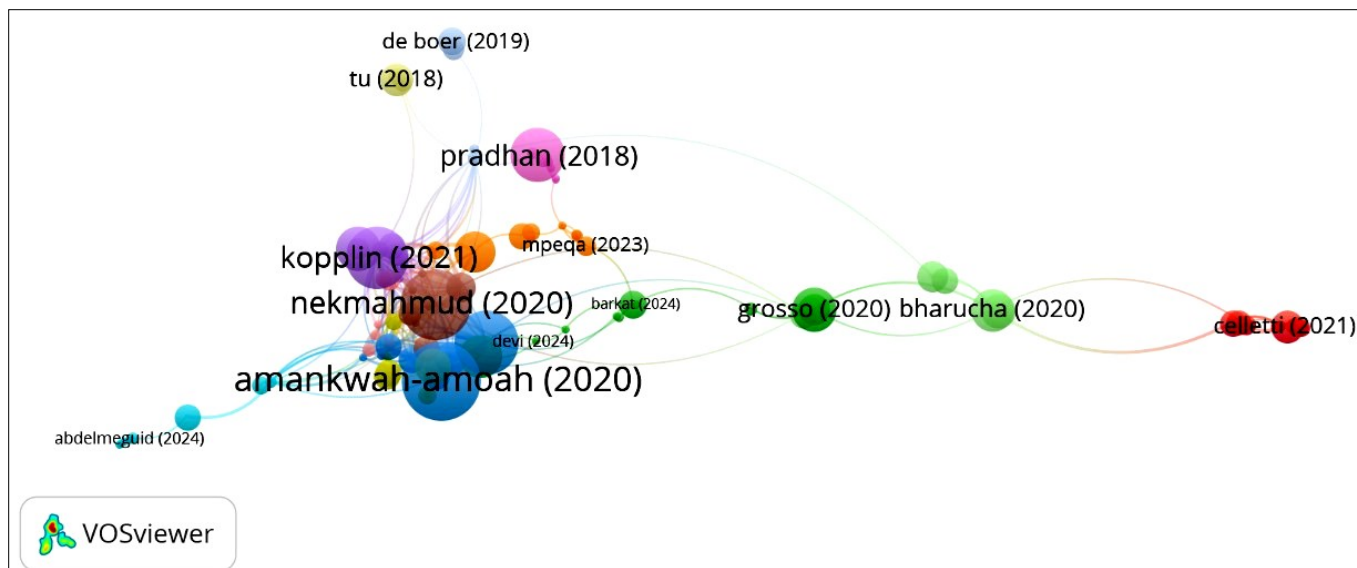 de boer (2019)
tu (2018)
pradhan (2018)
mpeqa (2023)
kopplin (2021)
nekmahmud (2020)
barkat (2024)
grosso (2020)
bharucha (2020)
celletti (2021)
devi (2024)
amankwah-amoah (2020)
abdelmeguid (2024)
VOSviewer